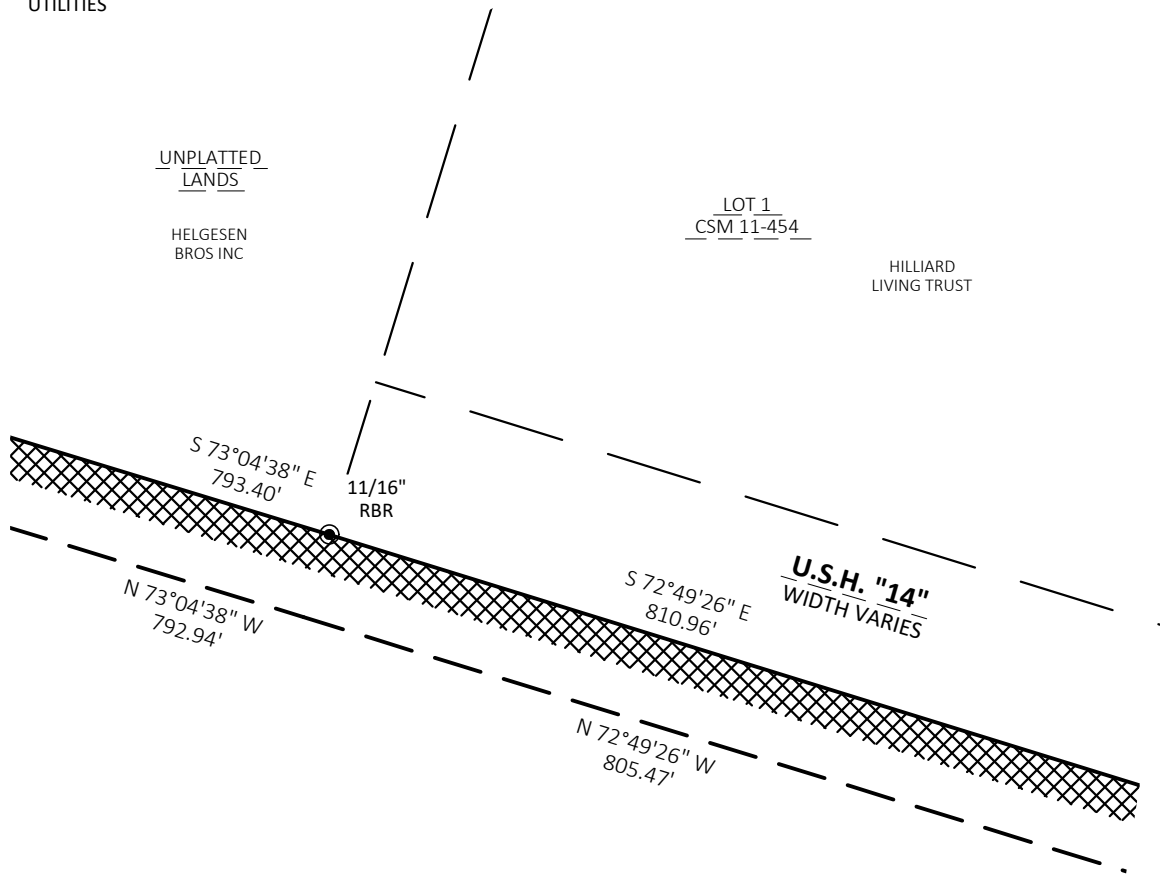 UTILITIES
UNPLATTED
LANDS
HELGESEN
BROS INC
LOT 1
CSM 11-454
HILLIARD
LIVING TRUST
S 73°04'38" E
793.40'
11/16"
RBR
N 73°04'38" W
792.94'
S 72°49'26" E
810.96'
U.S.H. "14"
WIDTH VARIES
N 72°49'26" W
805.47'